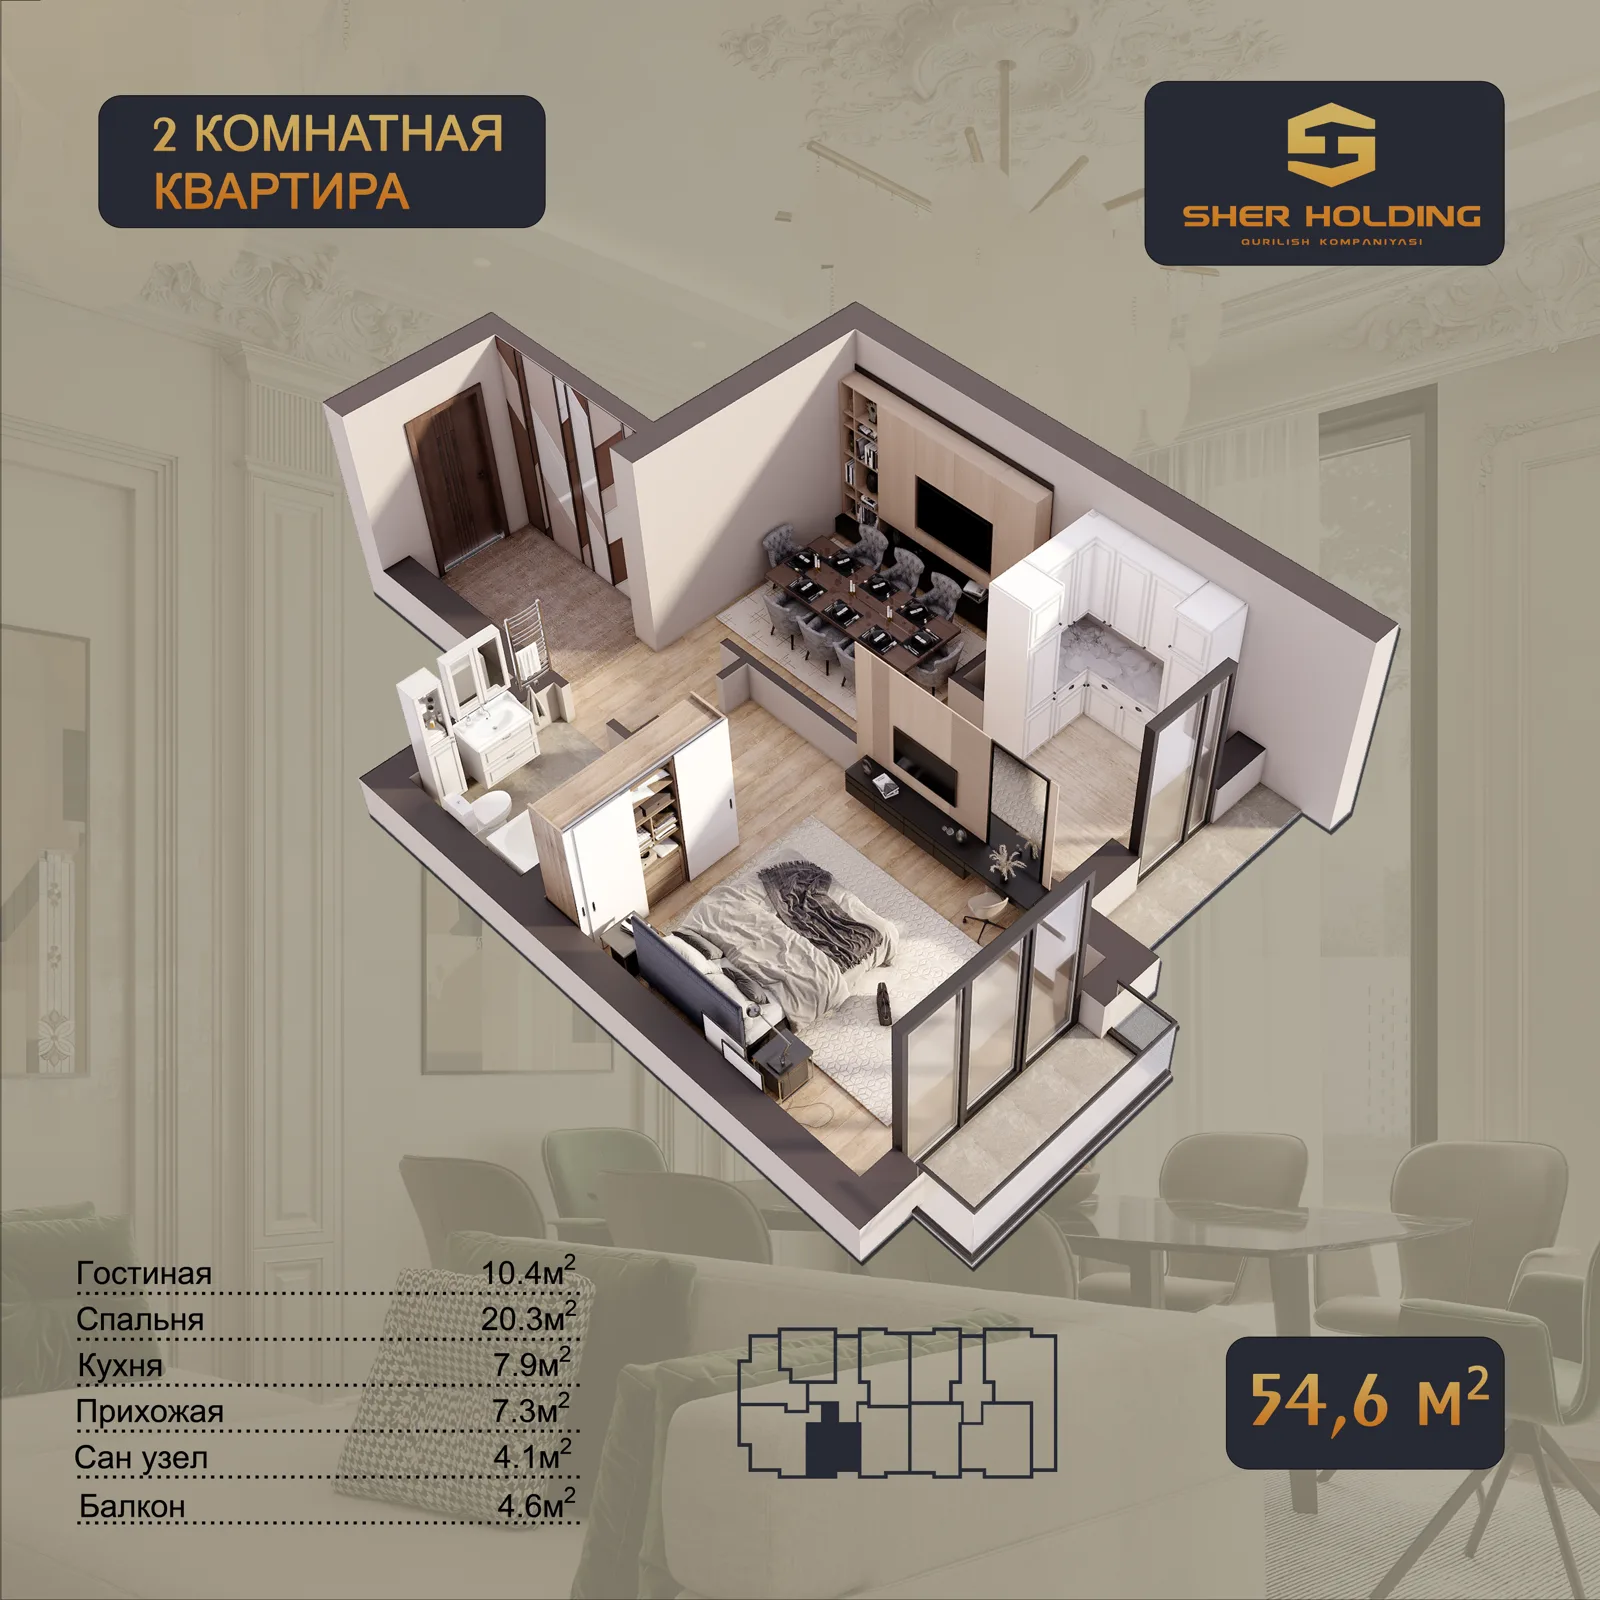 2 КОМНАТНАЯ
КВАРТИРА
SHER HOLDING
QURILISH KOMPANIYASI
Гостиная 10.4м²
Спальня 20.3м²
Кухня 7.9м²
Прихожая 7.3м²
Сан узел 4.1м²
Балкон 4.6м²
54,6 м²